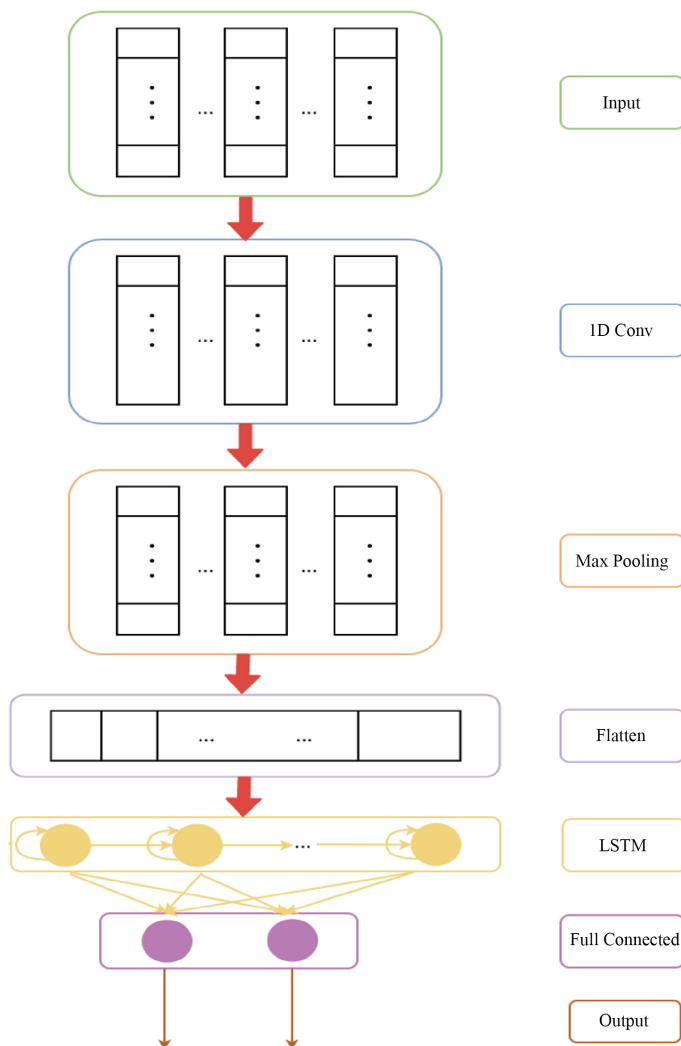 Input
... ...
1D Conv
... ...
Max Pooling
... ...
Flatten
... ...
LSTM
...
Full Connected
Output